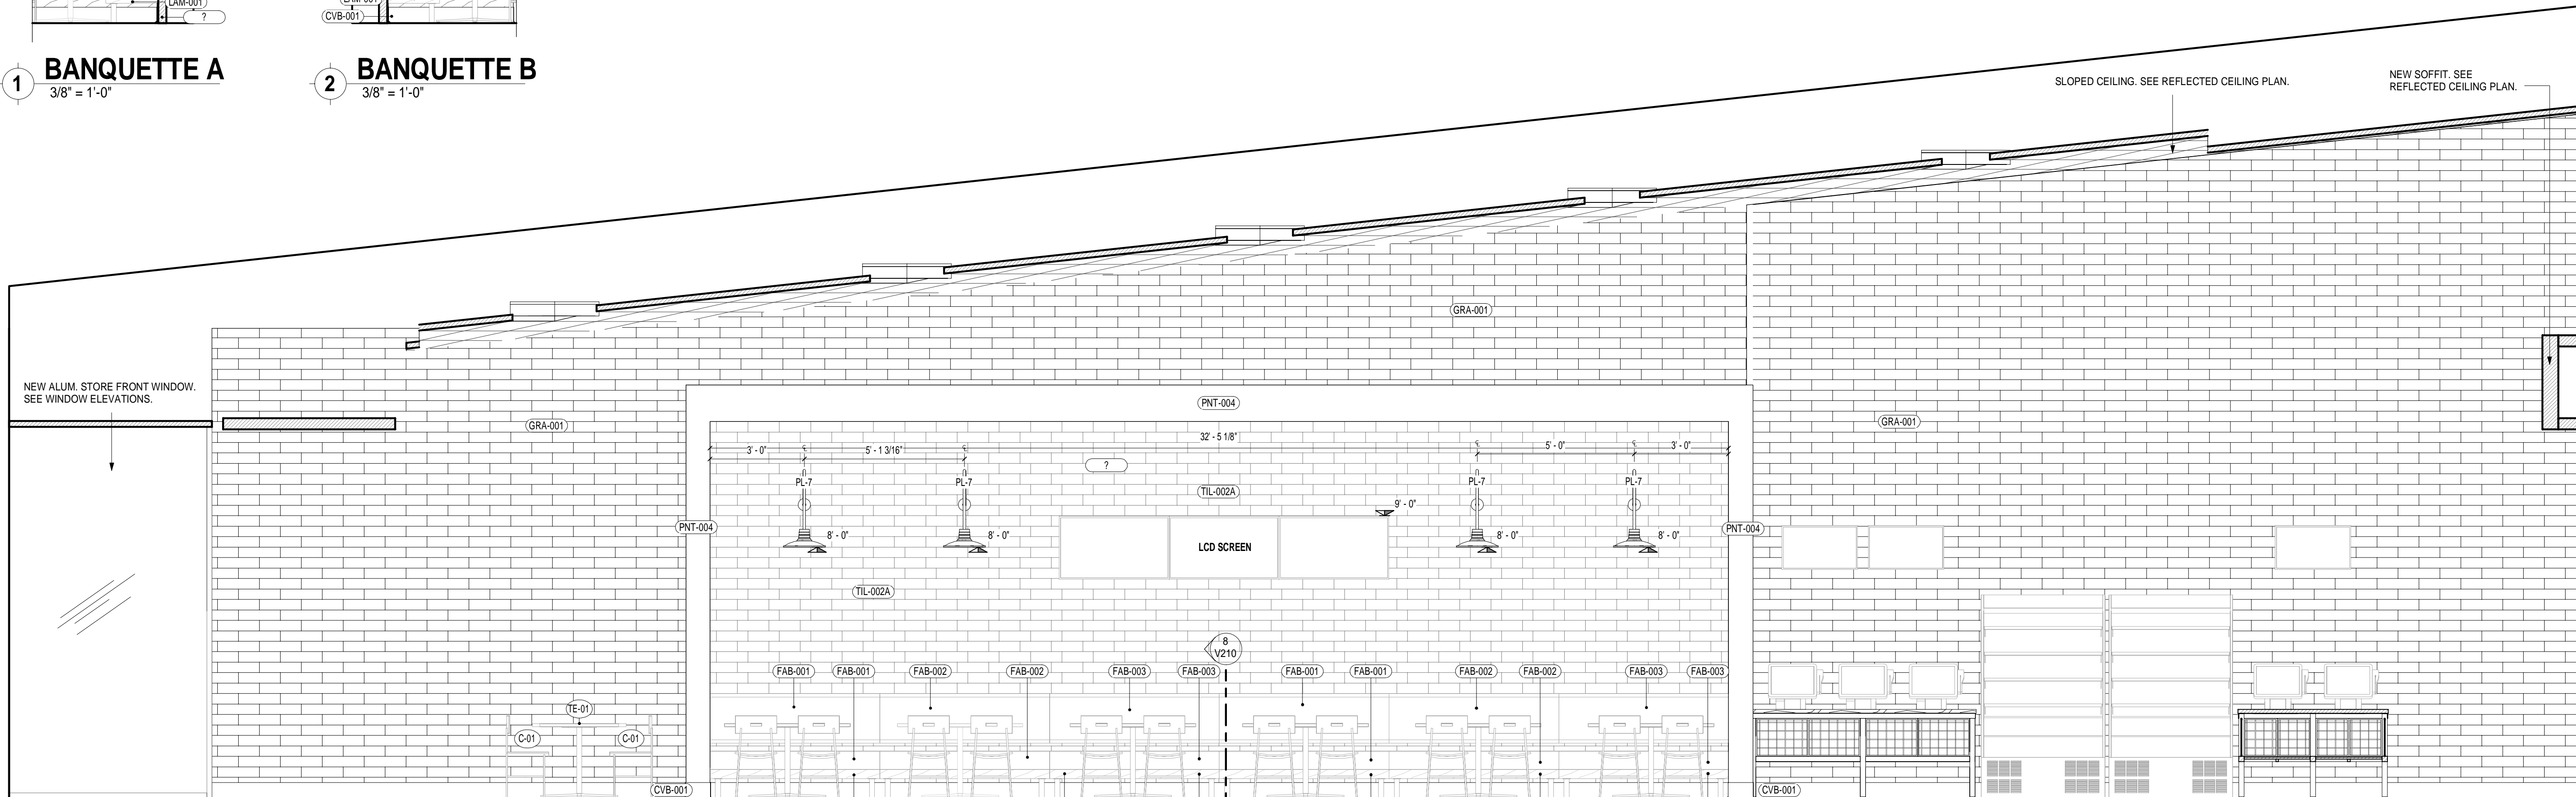 LAM-001
?
CVB-001
1
BANQUETTE A
3/8" = 1'-0"
2
BANQUETTE B
3/8" = 1'-0"
SLOPED CEILING. SEE REFLECTED CEILING PLAN.
NEW SOFFIT. SEE
REFLECTED CEILING PLAN.
GRA-001
NEW ALUM. STORE FRONT WINDOW.
SEE WINDOW ELEVATIONS.
PNT-004
GRA-001
GRA-001
32' - 5 1/8"
3' - 0"
5' - 1 3/16"
5' - 0"
3' - 0"
?
PL-7
PL-7
PL-7
PL-7
TIL-002A
9' - 0"
PNT-004
PNT-004
8' - 0"
8' - 0"
LCD SCREEN
8' - 0"
8' - 0"
TIL-002A
8
V210
FAB-001
FAB-001
FAB-002
FAB-002
FAB-003
FAB-003
FAB-001
FAB-001
FAB-002
FAB-002
FAB-003
FAB-003
TE-01
C-01
C-01
CVB-001
CVB-001